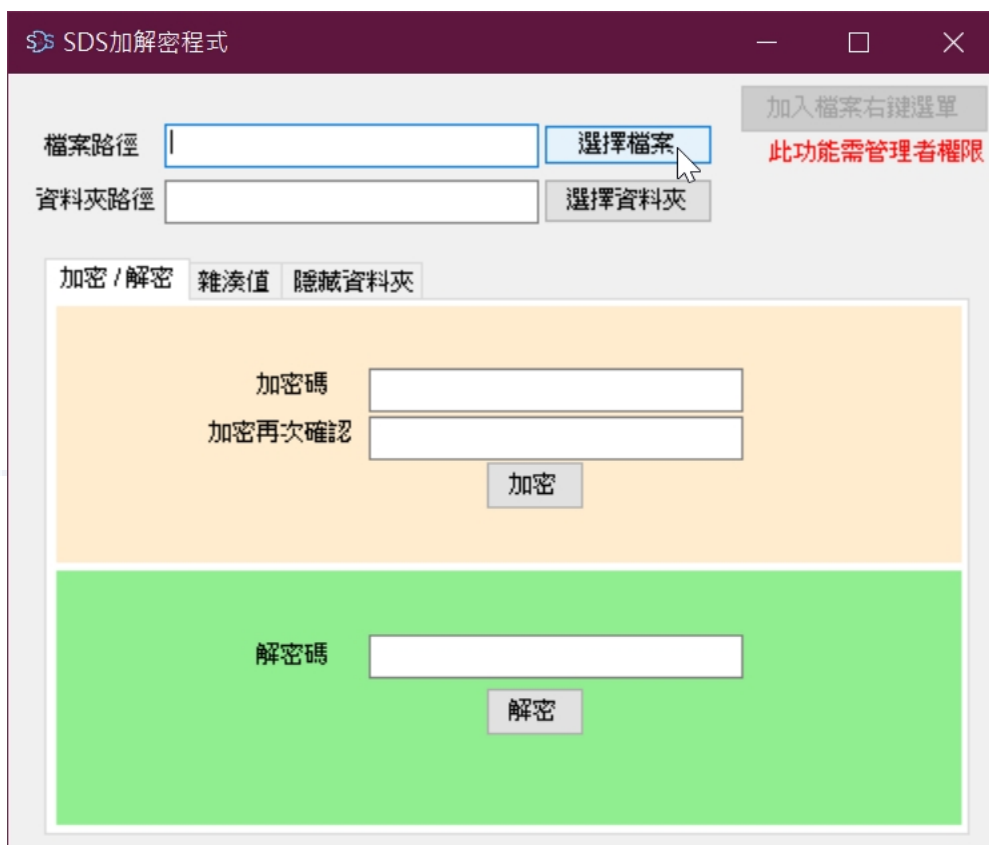 SDS加解密程式
加入檔案右鍵選單
檔案路徑 選擇檔案 此功能需管理者權限
資料夾路徑 選擇資料夾
加密 / 解密 雜湊值 隱藏資料夾
加密碼
加密再次確認
加密
解密碼
解密